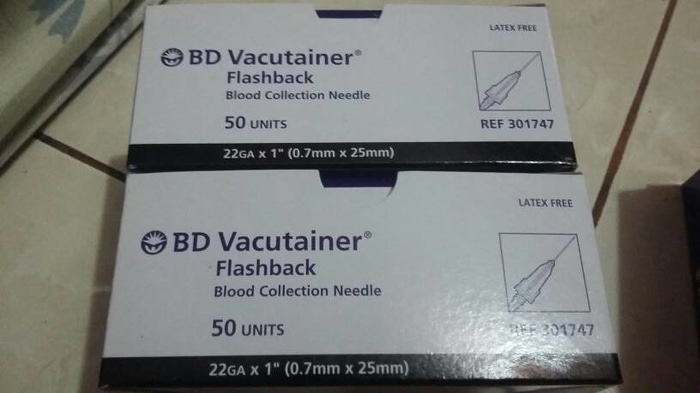 LATEX FREE
BD Vacutainer®
Flashback
Blood Collection Needle
50 UNITS
REF 301747
22GA x 1" (0.7mm x 25mm)
LATEX FREE
BD Vacutainer®
Flashback
Blood Collection Needle
50 UNITS
REF 301747
22GA x 1" (0.7mm x 25mm)